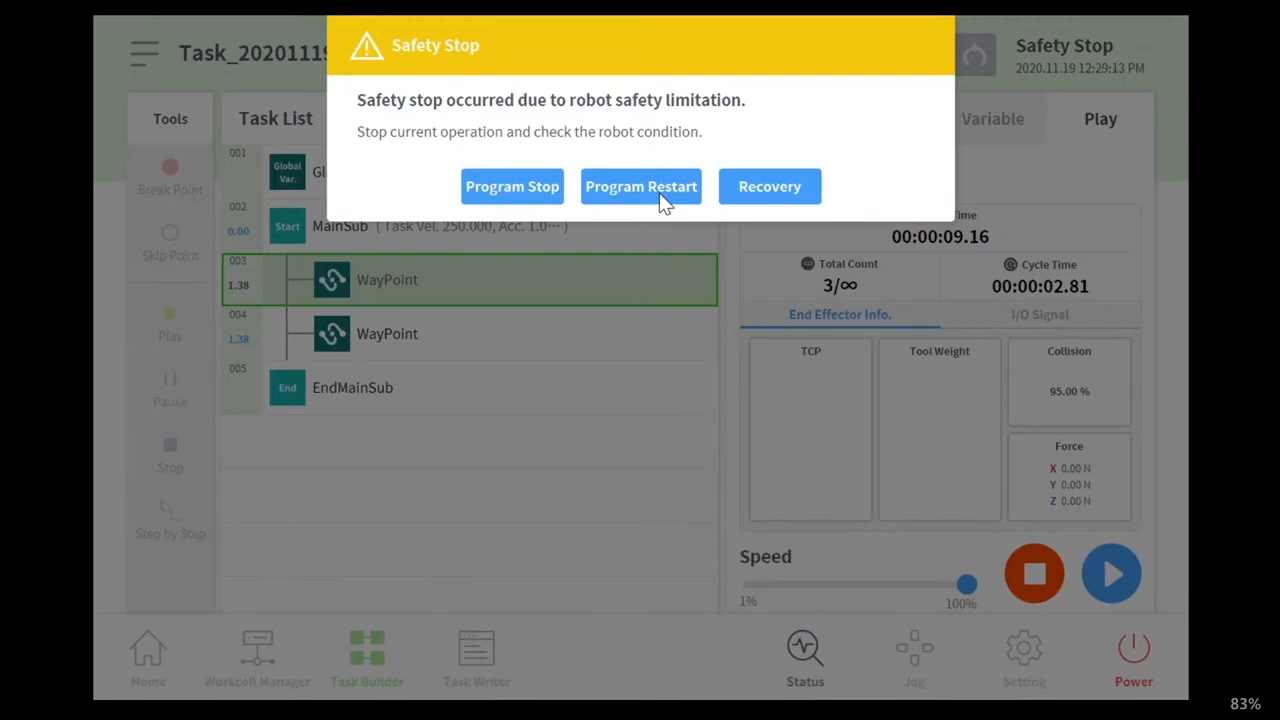 Safety Stop
Safety stop occurred due to robot safety limitation.
Stop current operation and check the robot condition.
Program Stop
Program Restart
Recovery
Task_20201119
Safety Stop
2020.11.19 12:29:13 PM
Tools
Break Point
Skip Point
Play
Pause
Stop
Step by Step
Task List
001
Global
Var.
Gl
002
0.00
Start
MainSub ( Task Vel. 250.000, Acc. 1.0⋯ )
003
1.38
WayPoint
004
1.38
WayPoint
005
End
EndMainSub
Variable
Play
ime
00:00:09.16
Total Count
3/∞
Cycle Time
00:00:02.81
End Effector Info.
I/O Signal
TCP
Tool Weight
Collision
95.00 %
Force
X 0.00 N
Y 0.00 N
Z 0.00 N
Speed
1%
100%
Home
Workcell Manager
Task Builder
Task Writer
Status
Jog
Setting
Power
83%